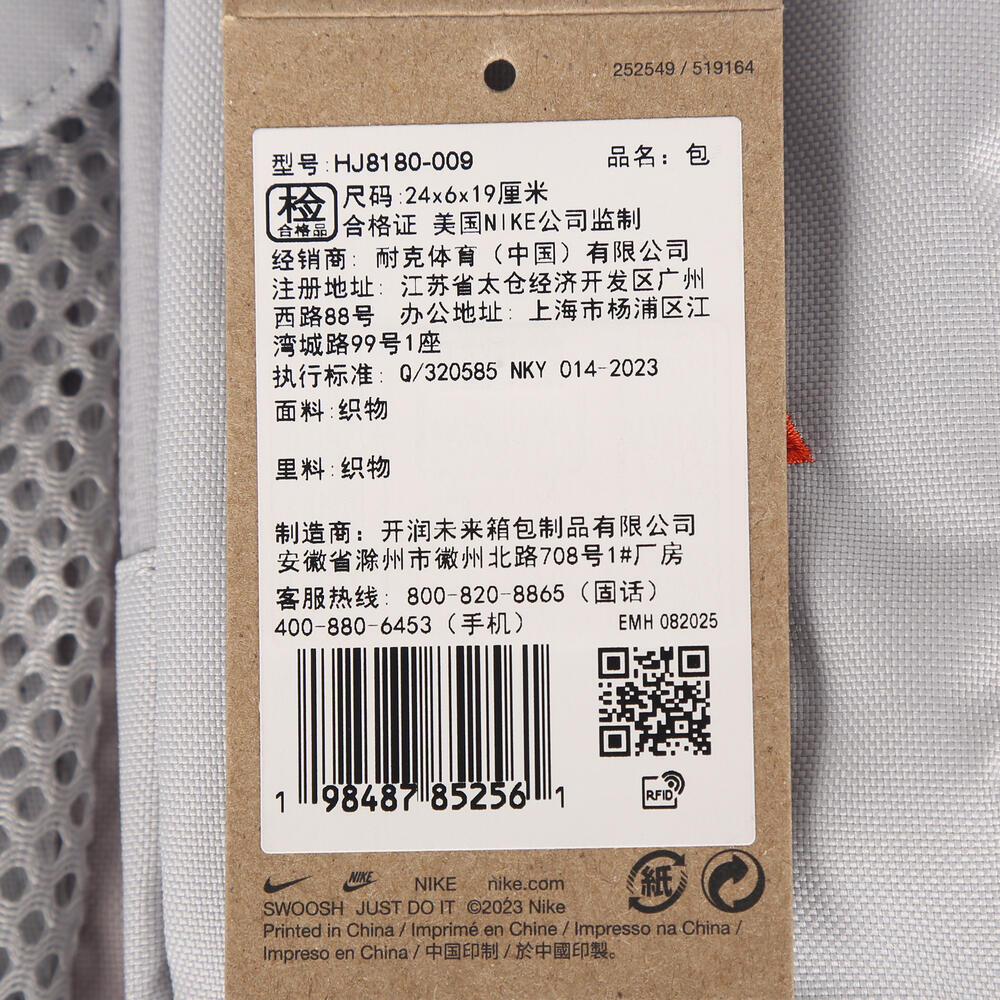 252549 / 519164
型号:HJ8180-009 品名：包
检
合格品
尺码:24x6x19厘米
合格证 美国NIKE公司监制
经销商: 耐克体育（中国）有限公司
注册地址: 江苏省太仓经济开发区广州
西路88号 办公地址: 上海市杨浦区江
湾城路99号1座
执行标准: Q/320585 NKY 014-2023
面料:织物
里料:织物
制造商：开润未来箱包制品有限公司
安徽省滁州市徽州北路708号1#厂房
客服热线: 800-820-8865（固话）
400-880-6453（手机） EMH 082025
1 98487 85256 1
RFID
NIKE NIKE nike.com
紙
SWOOSH JUST DO IT ©2023 Nike
Printed in China / Imprimé en Chine / Impresso na China /
Impreso en China / 中国印制 / 於中國印製。